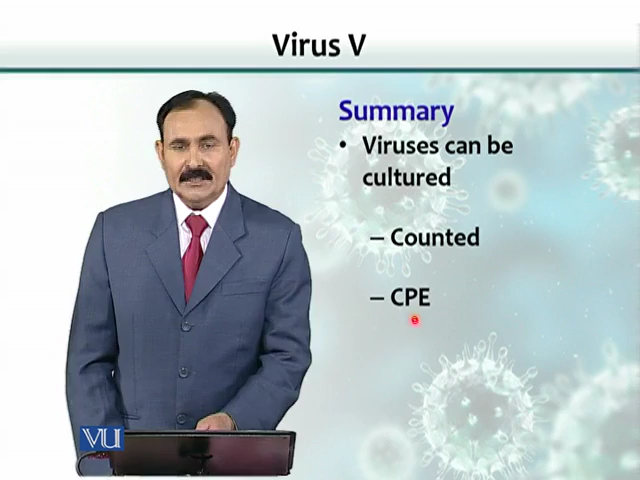 Virus V
Summary
• Viruses can be
cultured
– Counted
– CPE
VU